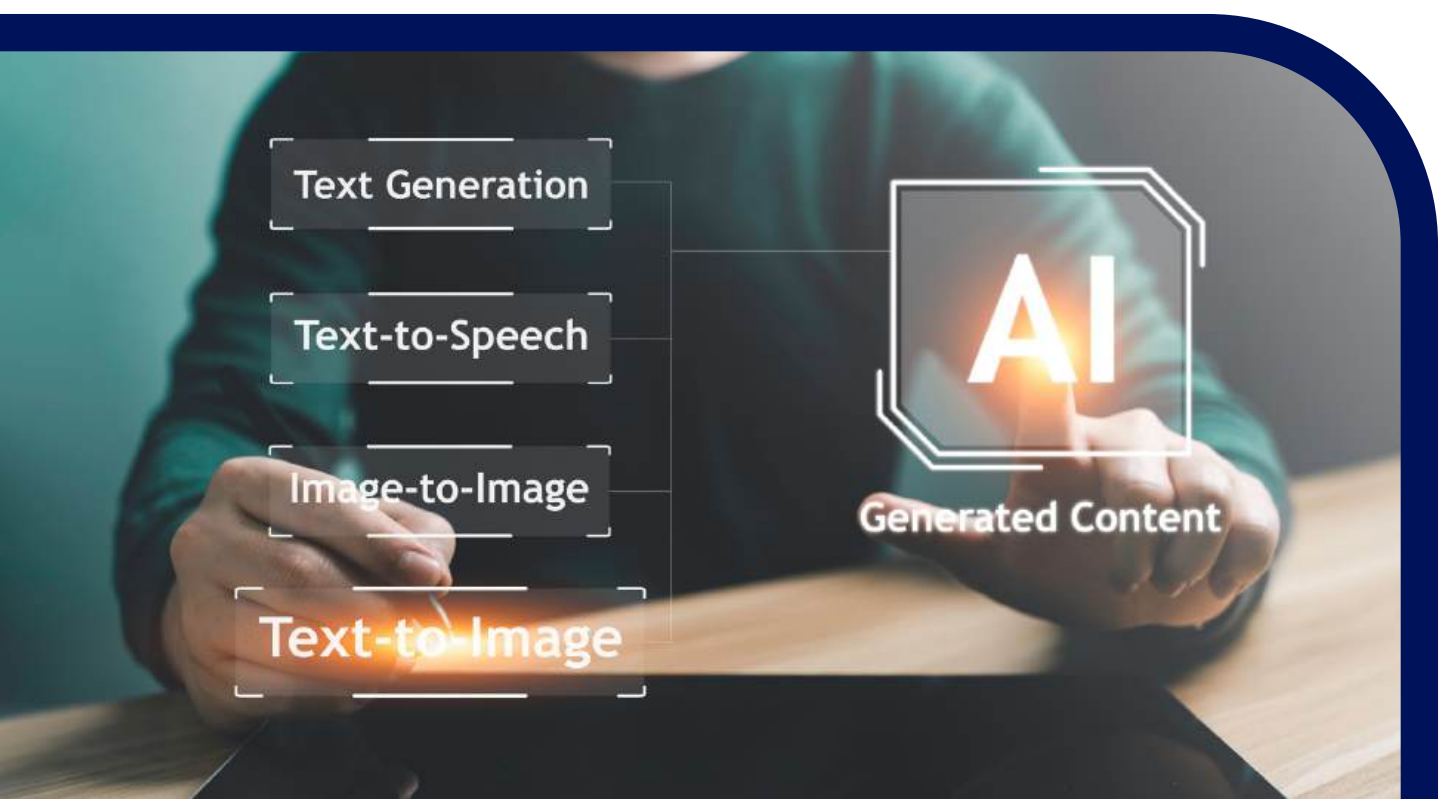 Text Generation
Text-to-Speech
Image-to-Image
Text-to-Image
AI
Generated Content